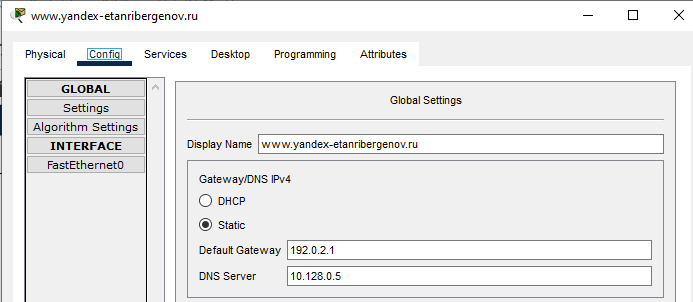 www.yandex-etanribergenov.ru
Physical Config Services Desktop Programming Attributes
GLOBAL
Settings
Algorithm Settings
INTERFACE
FastEthernet0
Global Settings
Display Name www.yandex-etanribergenov.ru
Gateway/DNS IPv4
DHCP
Static
Default Gateway 192.0.2.1
DNS Server 10.128.0.5